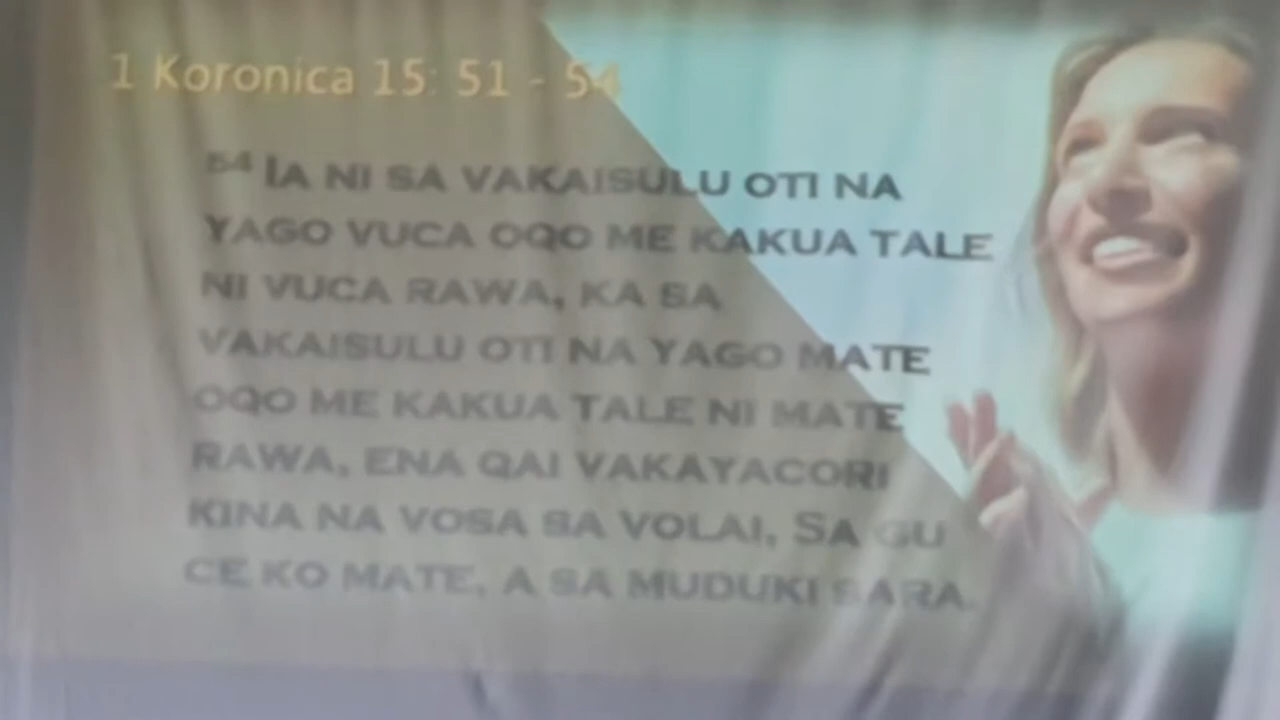 1 Koronica 15: 51 - 54
54 IA NI SA VAKAISULU OTI NA
YAGO VUCA OQO ME KAKUA TALE
NI VUCA RAWA, KA SA
VAKAISULU OTI NA YAGO MATE
OQO ME KAKUA TALE NI MATE
RAWA, ENA QAI VAKAYACORI
KINA NA VOSA SA VOLAI, SA GU
CE KO MATE, A SA MUDUKI SARA.